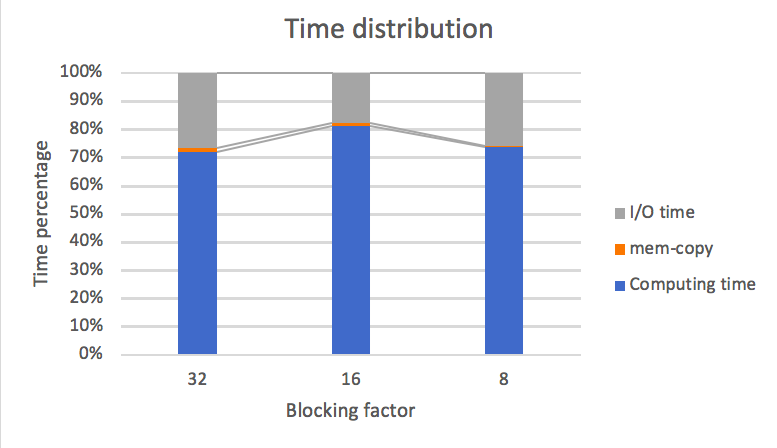 Time distribution
100%
90%
80%
70%
60%
50%
40%
30%
20%
10%
0%
Time percentage
32 16 8
Blocking factor
I/O time
mem-copy
Computing time